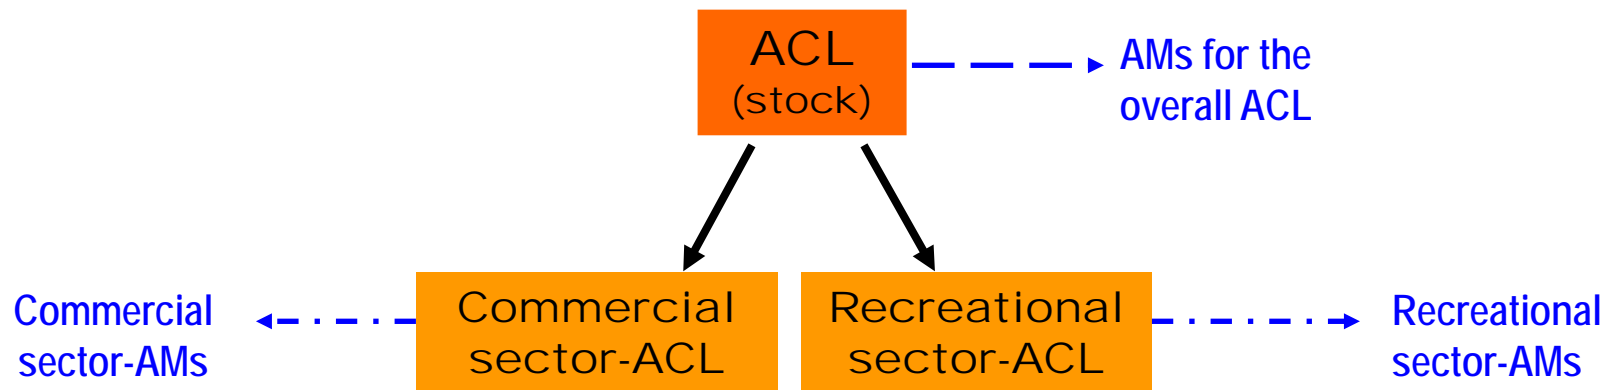 ACL
(stock)
AMs for the
overall ACL
Commercial
sector-AMs
Commercial
sector-ACL
Recreational
sector-ACL
Recreational
sector-AMs